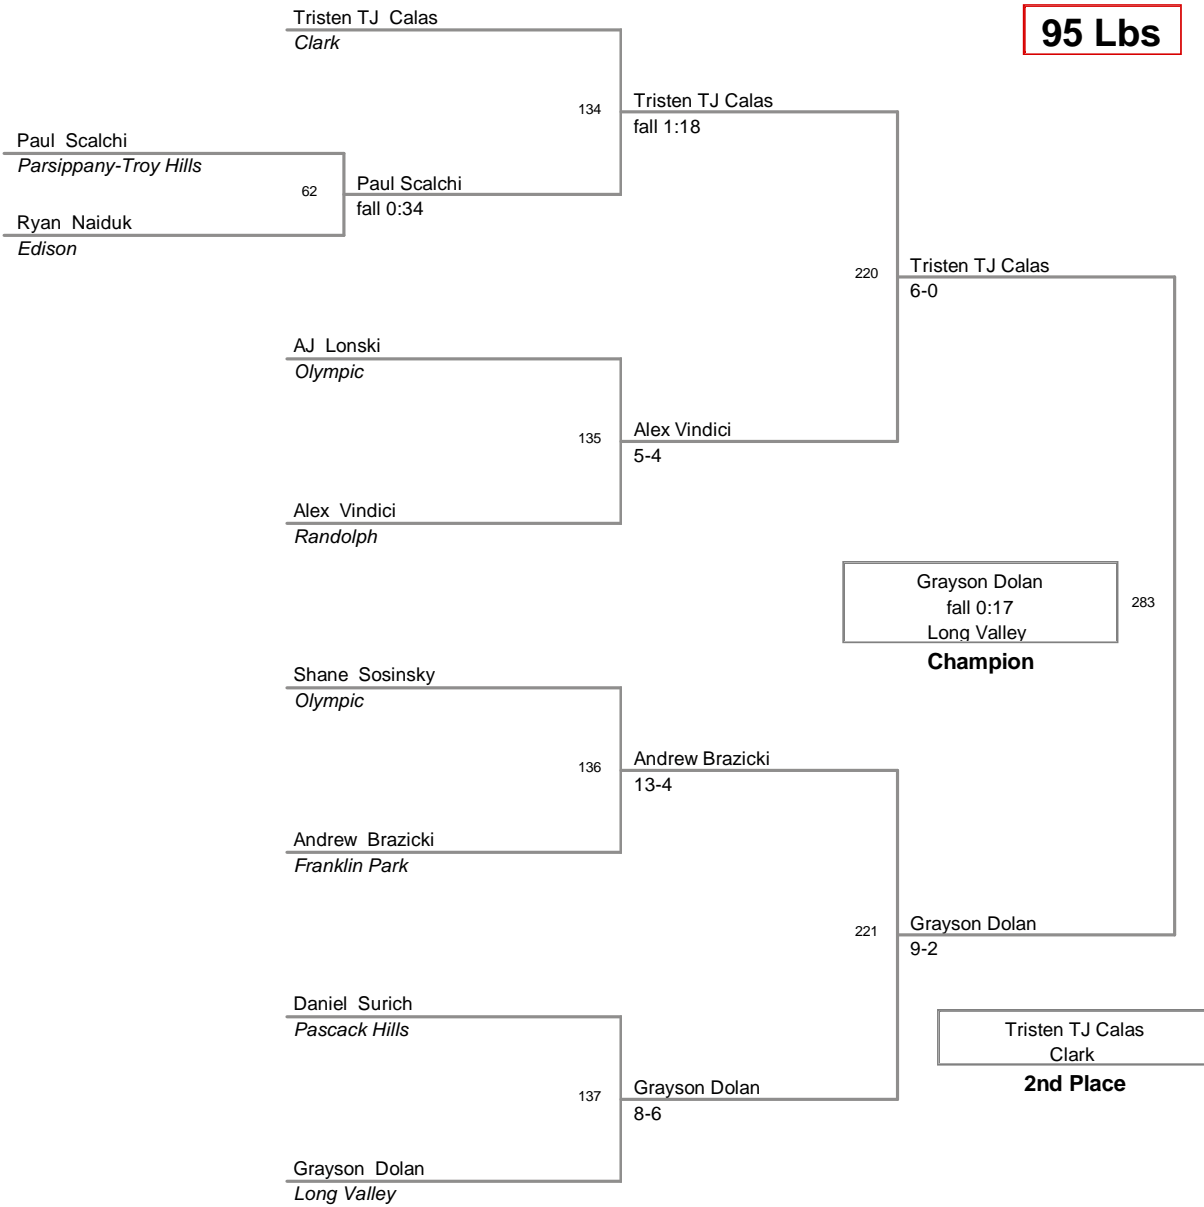 Tristen TJ Calas
Clark
95 Lbs
134
Tristen TJ Calas
fall 1:18
Paul Scalchi
Parsippany-Troy Hills
62
Paul Scalchi
fall 0:34
Ryan Naiduk
Edison
220
Tristen TJ Calas
6-0
AJ Lonski
Olympic
135
Alex Vindici
5-4
Alex Vindici
Randolph
Grayson Dolan
fall 0:17
Long Valley
Champion
283
Shane Sosinsky
Olympic
136
Andrew Brazicki
13-4
Andrew Brazicki
Franklin Park
221
Grayson Dolan
9-2
Daniel Surich
Pascack Hills
Tristen TJ Calas
Clark
2nd Place
137
Grayson Dolan
8-6
Grayson Dolan
Long Valley